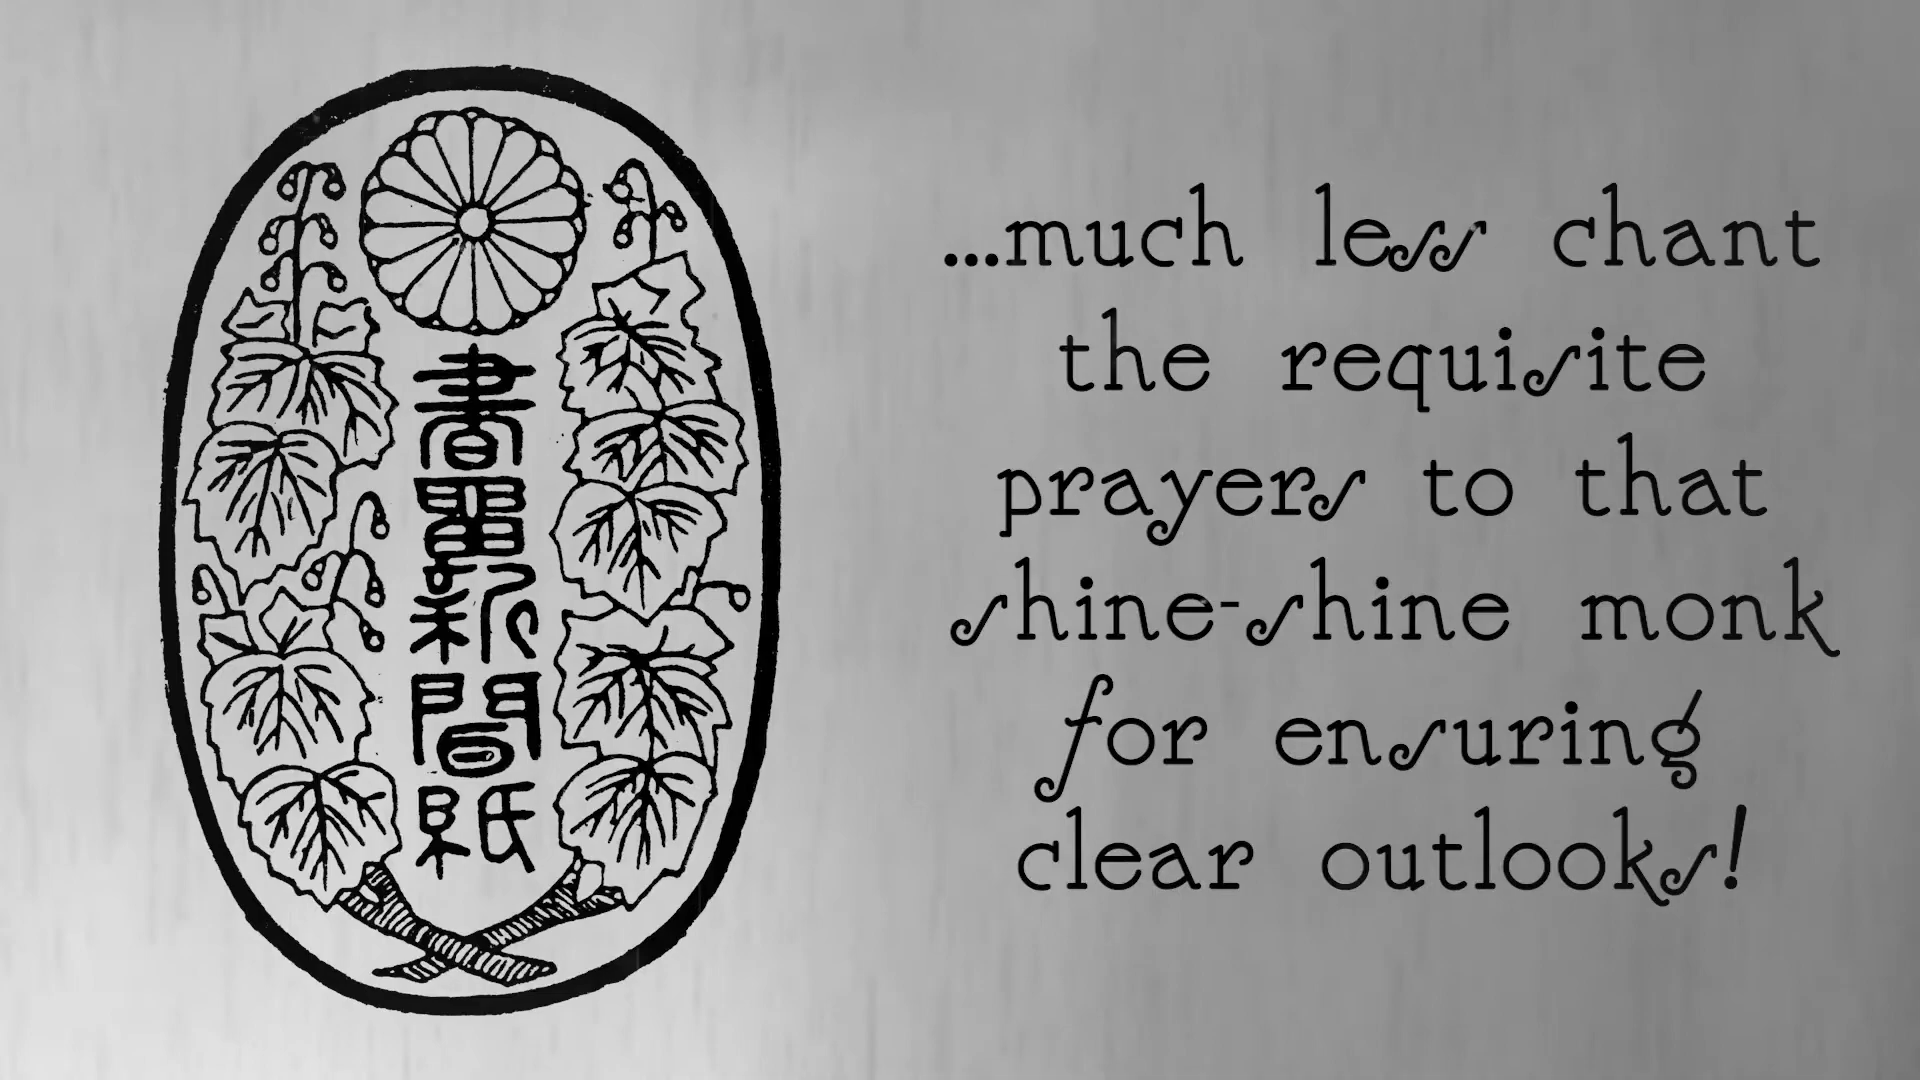 書畫新聞紙
...much less chant
the requisite
prayers to that
shine-shine monk
for ensuring
clear outlooks!